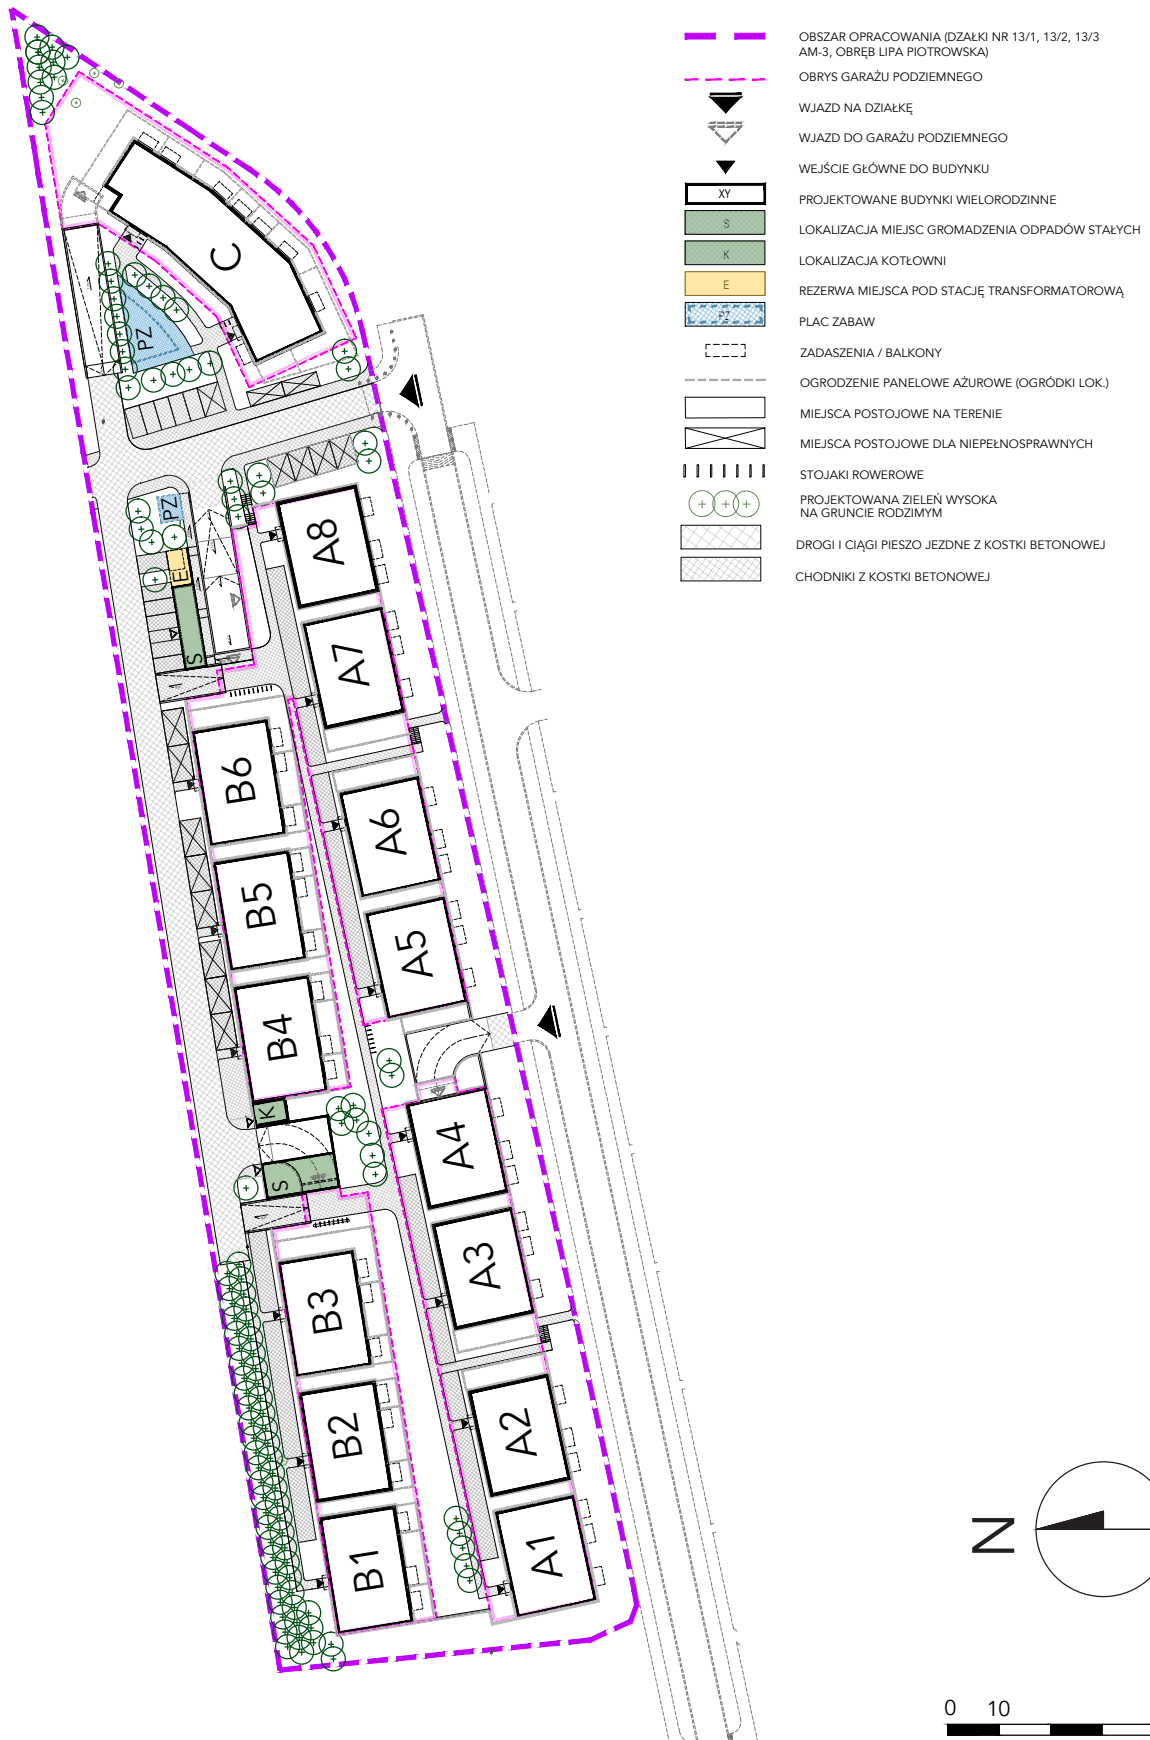 OBSZAR OPRACOWANIA (DZAŁKI NR 13/1, 13/2, 13/3
AM-3, OBRĘB LIPA PIOTROWSKA)
OBRYS GARAŻU PODZIEMNEGO
WJAZD NA DZIAŁKĘ
WJAZD DO GARAŻU PODZIEMNEGO
WEJŚCIE GŁÓWNE DO BUDYNKU
XY
PROJEKTOWANE BUDYNKI WIELORODZINNE
S
LOKALIZACJA MIEJSC GROMADZENIA ODPADÓW STAŁYCH
K
LOKALIZACJA KOTŁOWNI
E
REZERWA MIEJSCA POD STACJĘ TRANSFORMATOROWĄ
PZ
PLAC ZABAW
ZADASZENIA / BALKONY
OGRODZENIE PANELOWE AŻUROWE (OGRÓDKI LOK.)
MIEJSCA POSTOJOWE NA TERENIE
MIEJSCA POSTOJOWE DLA NIEPEŁNOSPRAWNYCH
STOJAKI ROWEROWE
PROJEKTOWANA ZIELEŃ WYSOKA
NA GRUNCIE RODZIMYM
DROGI I CIĄGI PIESZO JEZDNE Z KOSTKI BETONOWEJ
CHODNIKI Z KOSTKI BETONOWEJ
C
PZ
PZ
E
S
A8
A7
B6
A6
B5
A5
B4
K
A4
S
A3
B3
A2
B2
A1
B1
N
0 10